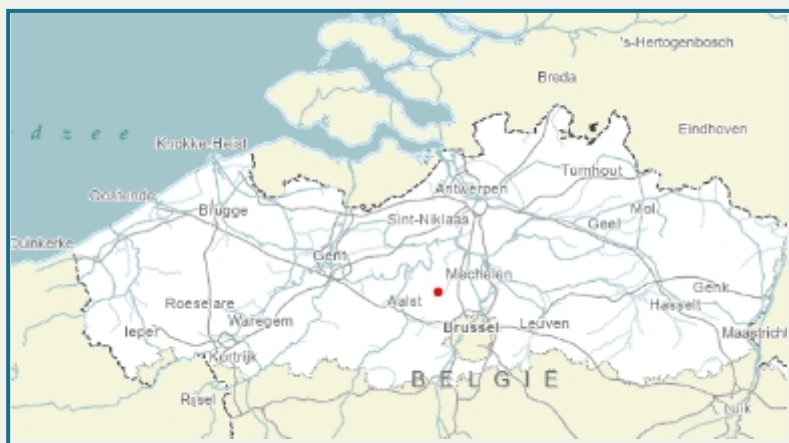 's-Hertogenbosch
Breda
d z e e
Eindhoven
Knokke-Heist
Turnhout
Antwerpen
Oostende
Mol
Brugge
Sint-Niklaas
Geel
Duinkerke
Gent
Mechelen
Genk
Roeselare
Aalst
Hasselt
Waregem
Brussel
Leuven
Ieper
Maastricht
Kortrijk
BELGIË
Rijsel
Luik